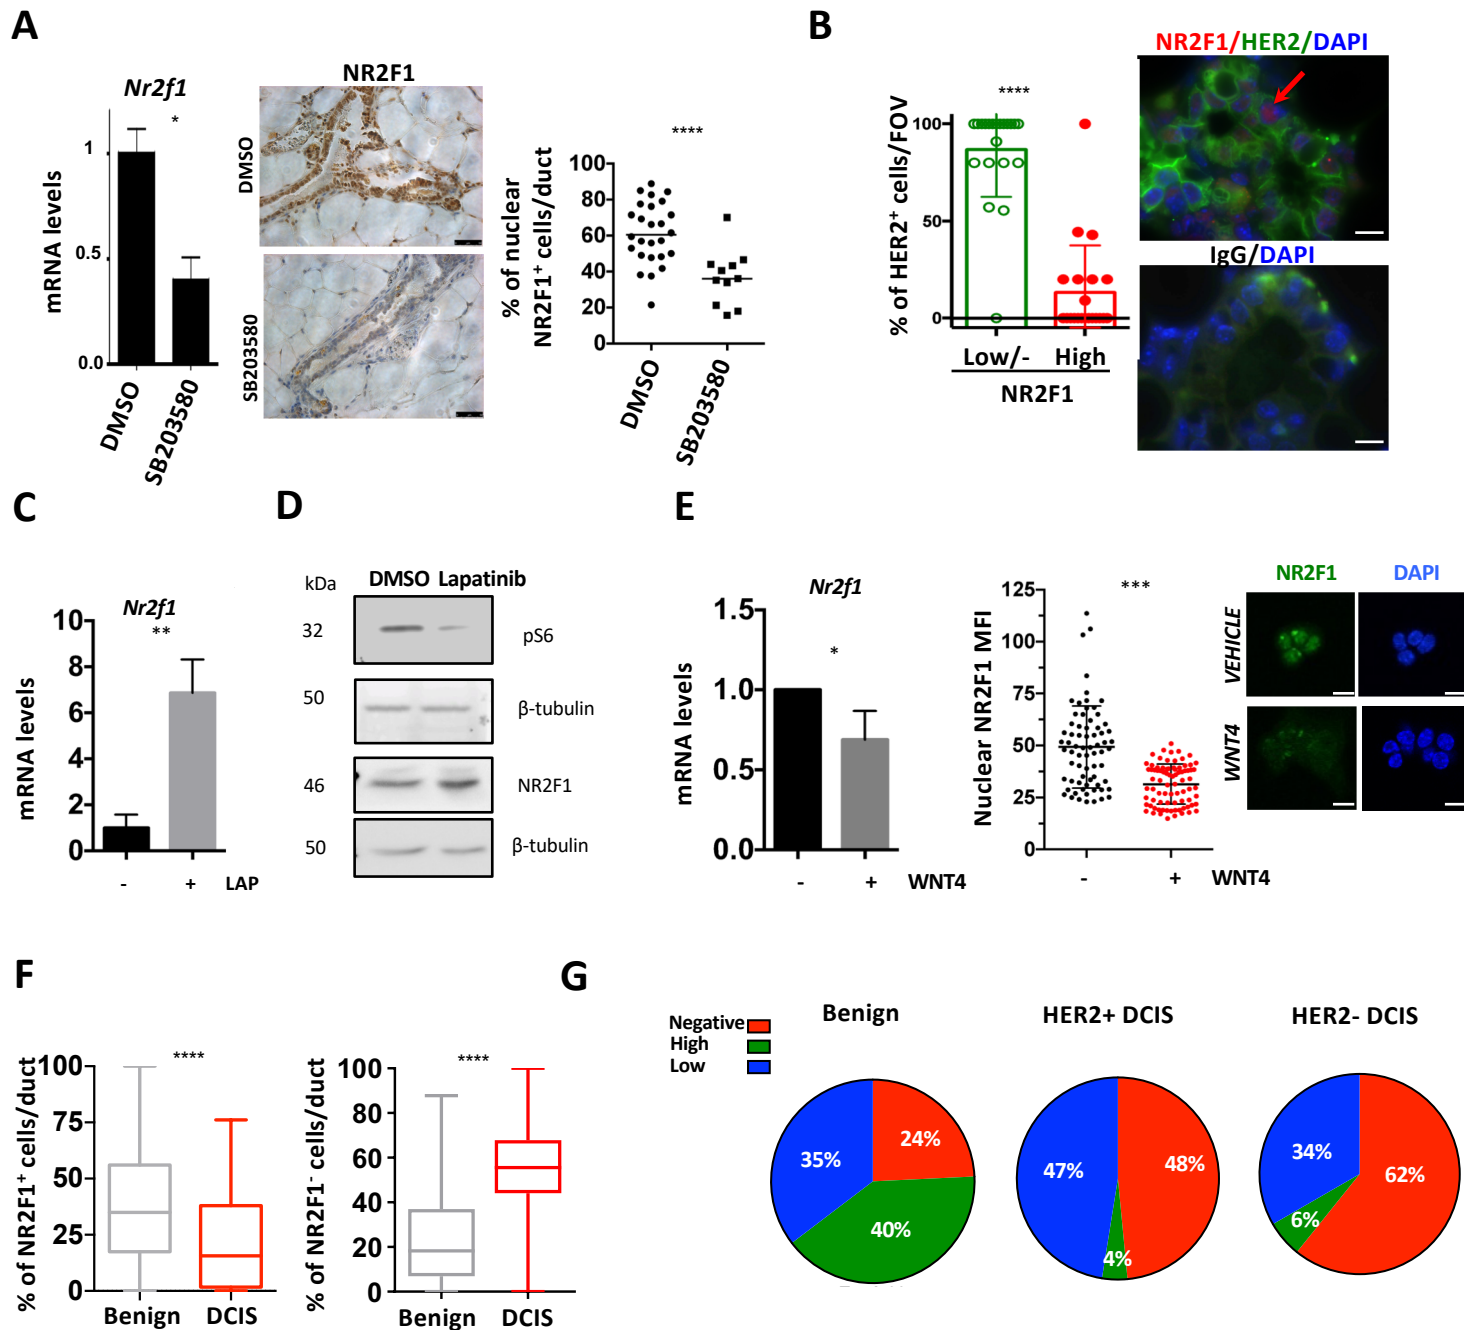 A
Nr2f1
*
mRNA levels
1
0.5
0.0
DMSO
SB203580
NR2F1
DMSO
SB203580
****
% of nuclear
NR2F1+ cells/duct
100
80
60
40
20
0
DMSO
SB203580
B
****
% of HER2+ cells/FOV
100
50
0
Low/-
High
NR2F1
NR2F1/HER2/DAPI
IgG/DAPI
C
Nr2f1
**
mRNA levels
10
8
6
4
2
0
-
+
LAP
D
kDa
DMSO Lapatinib
32
pS6
50
β-tubulin
46
NR2F1
50
β-tubulin
E
Nr2f1
*
mRNA levels
1.5
1.0
0.5
0.0
-
+
WNT4
***
Nuclear NR2F1 MFI
125
100
75
50
25
0
-
+
WNT4
NR2F1
DAPI
VEHICLE
WNT4
F
****
% of NR2F1+ cells/duct
100
75
50
25
0
Benign
DCIS
****
% of NR2F1- cells/duct
100
80
60
40
20
0
Benign
DCIS
G
Negative
High
Low
Benign
24%
35%
40%
HER2+ DCIS
47%
48%
4%
HER2- DCIS
34%
62%
6%